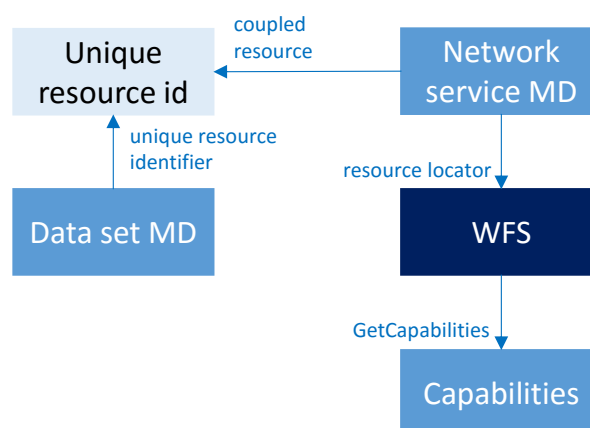 coupled
resource
Unique
resource id
Network
service MD
unique resource
identifier
resource locator
Data set MD
WFS
GetCapabilities
Capabilities